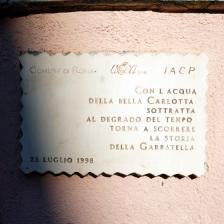 COMUNE DI ROMA IACP
CON L'ACQUA
DELLA BELLA CARLOTTA
SOTTRATTA
AL DEGRADO DEL TEMPO
TORNA A SCORRERE
LA STORIA
DELLA GARBATELLA
23 LUGLIO 1998